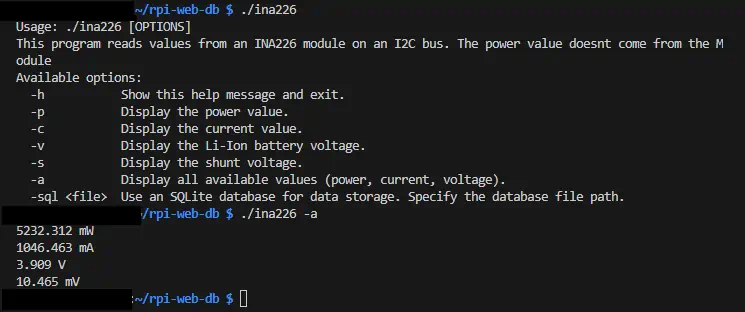 :~/rpi-web-db $ ./ina226
Usage: ./ina226 [OPTIONS]
This program reads values from an INA226 module on an I2C bus. The power value doesnt come from the M
odule
Available options:
-h Show this help message and exit.
-p Display the power value.
-c Display the current value.
-v Display the Li-Ion battery voltage.
-s Display the shunt voltage.
-a Display all available values (power, current, voltage).
-sql <file> Use an SQLite database for data storage. Specify the database file path.
~/rpi-web-db $ ./ina226 -a
5232.312 mW
1046.463 mA
3.909 V
10.465 mV
:~/rpi-web-db $